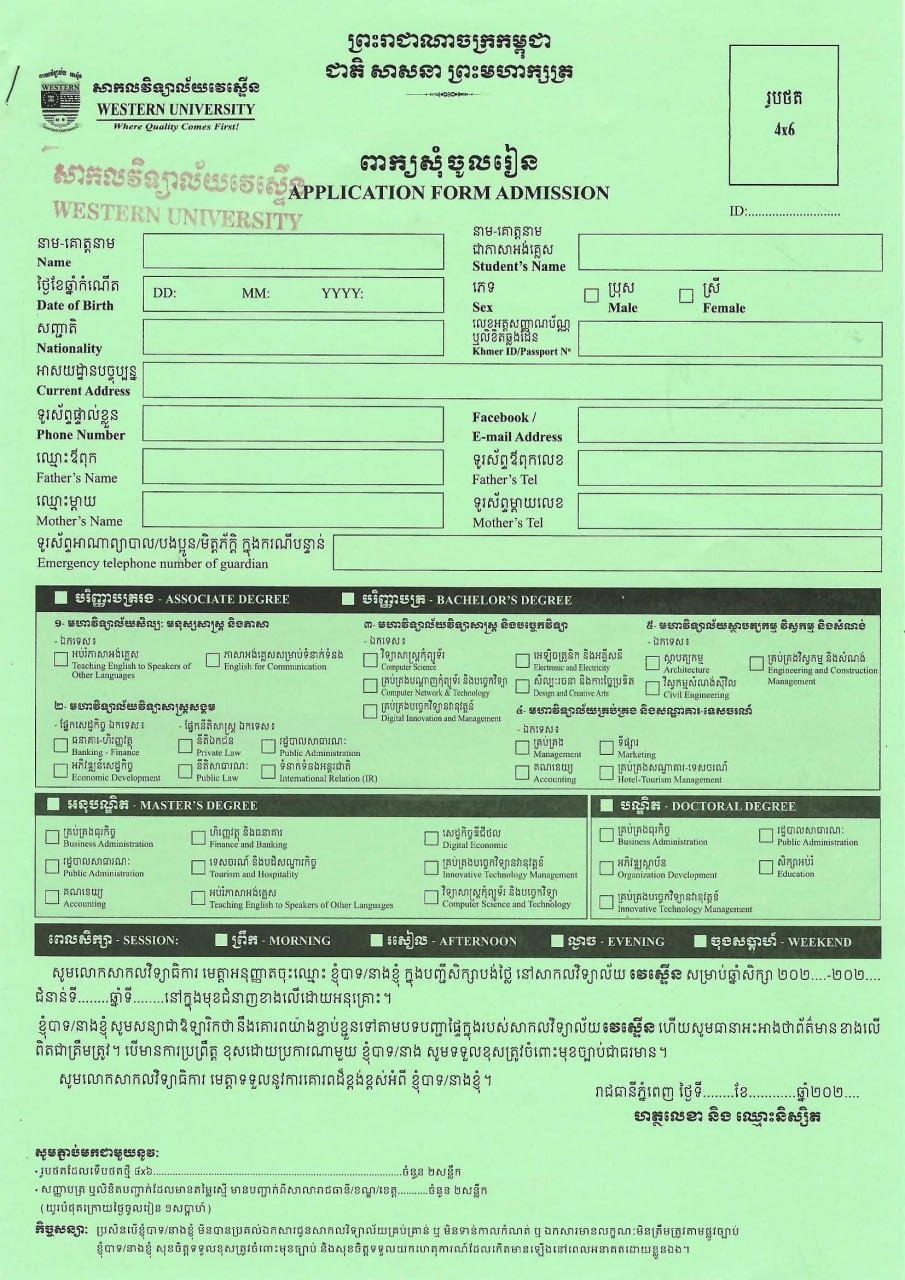 ព្រះរាជាណាចក្រកម្ពុជា
ជាតិ សាសនា ព្រះមហាក្សត្រ
WESTERN
សាកលវិទ្យាល័យវេស្ទើន
WESTERN UNIVERSITY
Where Quality Comes First!
រូបថត
4x6
សាកលវិទ្យាល័យវេស្ទើន
WESTERN UNIVERSITY
ពាក្យសុំចូលរៀន
APPLICATION FORM ADMISSION
ID:...........................
នាម-គោត្តនាម
Name
នាម-គោត្តនាម
ជាភាសាអង់គ្លេស
Student's Name
ថ្ងៃខែឆ្នាំកំណើត
Date of Birth
DD: MM: YYYY:
ភេទ
Sex
ប្រុស
Male
ស្រី
Female
សញ្ជាតិ
Nationality
លេខអត្តសញ្ញាណប័ណ្ណ
ឬលិខិតឆ្លងដែន
Khmer ID/Passport Nº
អាសយដ្ឋានបច្ចុប្បន្ន
Current Address
ទូរស័ព្ទផ្ទាល់ខ្លួន
Phone Number
Facebook /
E-mail Address
ឈ្មោះឪពុក
Father's Name
ទូរស័ព្ទឪពុកលេខ
Father's Tel
ឈ្មោះម្តាយ
Mother's Name
ទូរស័ព្ទម្តាយលេខ
Mother's Tel
ទូរស័ព្ទអាណាព្យាបាល/បងប្អូន/មិត្តភ័ក្តិ ក្នុងករណីបន្ទាន់
Emergency telephone number of guardian
បរិញ្ញាបត្ររង - ASSOCIATE DEGREE
បរិញ្ញាបត្រ - BACHELOR'S DEGREE
១- មហាវិទ្យាល័យសិល្បៈ មនុស្សសាស្ត្រ និងភាសា
- ឯកទេស៖
អប់រំភាសាអង់គ្លេស
Teaching English to Speakers of
Other Languages
ភាសាអង់គ្លេសសម្រាប់ទំនាក់ទំនង
English for Communication
២- មហាវិទ្យាល័យវិទ្យាសាស្ត្រសង្គម
- ផ្នែកសេដ្ឋកិច្ច ឯកទេស៖
- ផ្នែកនីតិសាស្ត្រ ឯកទេស៖
ធនាគារ-ហិរញ្ញវត្ថុ
Banking - Finance
នីតិឯកជន
Private Law
រដ្ឋបាលសាធារណៈ
Public Administration
អភិវឌ្ឍន៍សេដ្ឋកិច្ច
Economic Development
នីតិសាធារណៈ
Public Law
ទំនាក់ទំនងអន្តរជាតិ
International Relation (IR)
៣- មហាវិទ្យាល័យវិទ្យាសាស្ត្រ និងបច្ចេកវិទ្យា
- ឯកទេស៖
វិទ្យាសាស្ត្រកុំព្យូទ័រ
Computer Science
អេឡិចត្រូនិក និងអគ្គិសនី
Electronic and Electricity
គ្រប់គ្រងបណ្តាញកុំព្យូទ័រ និងបច្ចេកវិទ្យា
Computer Network & Technology
សិល្បៈរចនា និងការច្នៃប្រឌិត
Design and Creative Arts
គ្រប់គ្រងបច្ចេកវិទ្យានវានុវត្តន៍
Digital Innovation and Management
៤- មហាវិទ្យាល័យគ្រប់គ្រង និងសណ្ឋាគារ-ទេសចរណ៍
- ឯកទេស៖
គ្រប់គ្រង
Management
ទីផ្សារ
Marketing
គណនេយ្យ
Accounting
គ្រប់គ្រងសណ្ឋាគារ-ទេសចរណ៍
Hotel-Tourism Management
៥- មហាវិទ្យាល័យស្ថាបត្យកម្ម វិស្វកម្ម និងសំណង់
- ឯកទេស៖
ស្ថាបត្យកម្ម
Architecture
គ្រប់គ្រងវិស្វកម្ម និងសំណង់
Engineering and Construction
Management
វិស្វកម្មសំណង់ស៊ីវិល
Civil Engineering
អនុបណ្ឌិត - MASTER'S DEGREE
គ្រប់គ្រងធុរកិច្ច
Business Administration
ហិរញ្ញវត្ថុ និងធនាគារ
Finance and Banking
សេដ្ឋកិច្ចឌីជីថល
Digital Economic
រដ្ឋបាលសាធារណៈ
Public Administration
ទេសចរណ៍ និងបដិសណ្ឋារកិច្ច
Tourism and Hospitality
គ្រប់គ្រងបច្ចេកវិទ្យានវានុវត្តន៍
Innovative Technology Management
គណនេយ្យ
Accounting
អប់រំភាសាអង់គ្លេស
Teaching English to Speakers of Other Languages
វិទ្យាសាស្ត្រកុំព្យូទ័រ និងបច្ចេកវិទ្យា
Computer Science and Technology
បណ្ឌិត - DOCTORAL DEGREE
គ្រប់គ្រងធុរកិច្ច
Business Administration
រដ្ឋបាលសាធារណៈ
Public Administration
អភិវឌ្ឍស្ថាប័ន
Organization Development
សិក្សាអប់រំ
Education
គ្រប់គ្រងបច្ចេកវិទ្យានវានុវត្តន៍
Innovative Technology Management
ពេលសិក្សា - SESSION: ព្រឹក - MORNING រសៀល - AFTERNOON ល្ងាច - EVENING ចុងសប្តាហ៍ - WEEKEND
សូមលោកសាកលវិទ្យាធិការ មេត្តាអនុញ្ញាតចុះឈ្មោះ ខ្ញុំបាទ/នាងខ្ញុំ ក្នុងបញ្ជីសិក្សាបង់ថ្លៃ នៅសាកលវិទ្យាល័យ វេស្ទើន សម្រាប់ឆ្នាំសិក្សា ២០២....-២០២....
ជំនាន់ទី........ឆ្នាំទី........នៅក្នុងមុខជំនាញខាងលើដោយអនុគ្រោះ។
ខ្ញុំបាទ/នាងខ្ញុំ សូមសន្យាជាឱឡារិកថានឹងគោរពយ៉ាងខ្ជាប់ខ្ជួនទៅតាមបទបញ្ជាផ្ទៃក្នុងរបស់សាកលវិទ្យាល័យវេស្ទើន ហើយសូមធានាអះអាងថាព័ត៌មានខាងលើ
ពិតជាត្រឹមត្រូវ។ បើមានការប្រព្រឹត្ត ខុសដោយប្រការណាមួយ ខ្ញុំបាទ/នាង សូមទទួលខុសត្រូវចំពោះមុខច្បាប់ជាធរមាន។
សូមលោកសាកលវិទ្យាធិការ មេត្តាទទួលនូវការគោរពដ៏ខ្ពង់ខ្ពស់អំពី ខ្ញុំបាទ/នាងខ្ញុំ។
រាជធានីភ្នំពេញ ថ្ងៃទី........ខែ............ឆ្នាំ២០២....
ហត្ថលេខា និង ឈ្មោះនិស្សិត
សូមភ្ជាប់មកជាមួយនូវ:
• រូបថតដែលទើបថតថ្មី ៤x៦..........ចំនួន ២សន្លឹក
• សញ្ញាបត្រ ឬលិខិតបញ្ជាក់ដែលមានតម្លៃស្មើ មានបញ្ជាក់ពីសាលារាជធានី/ខណ្ឌ/ខេត្ត..........ចំនួន ២សន្លឹក
(យូរបំផុតក្រោយថ្ងៃចូលរៀន ១សប្តាហ៍)
កិច្ចសន្យា: ប្រសិនបើខ្ញុំបាទ/នាងខ្ញុំ មិនបានប្រគល់ឯកសារជូនសាកលវិទ្យាល័យគ្រប់គ្រាន់ ឬ មិនទាន់កាលកំណត់ ឬ ឯកសារមានលក្ខណៈមិនត្រឹមត្រូវតាមផ្លូវច្បាប់
ខ្ញុំបាទ/នាងខ្ញុំ សុខចិត្តទទួលខុសត្រូវចំពោះមុខច្បាប់ និងសុខចិត្តទទួលយកហេតុការណ៍ដែលកើតមានឡើងនៅពេលអនាគតដោយខ្លួនឯង។